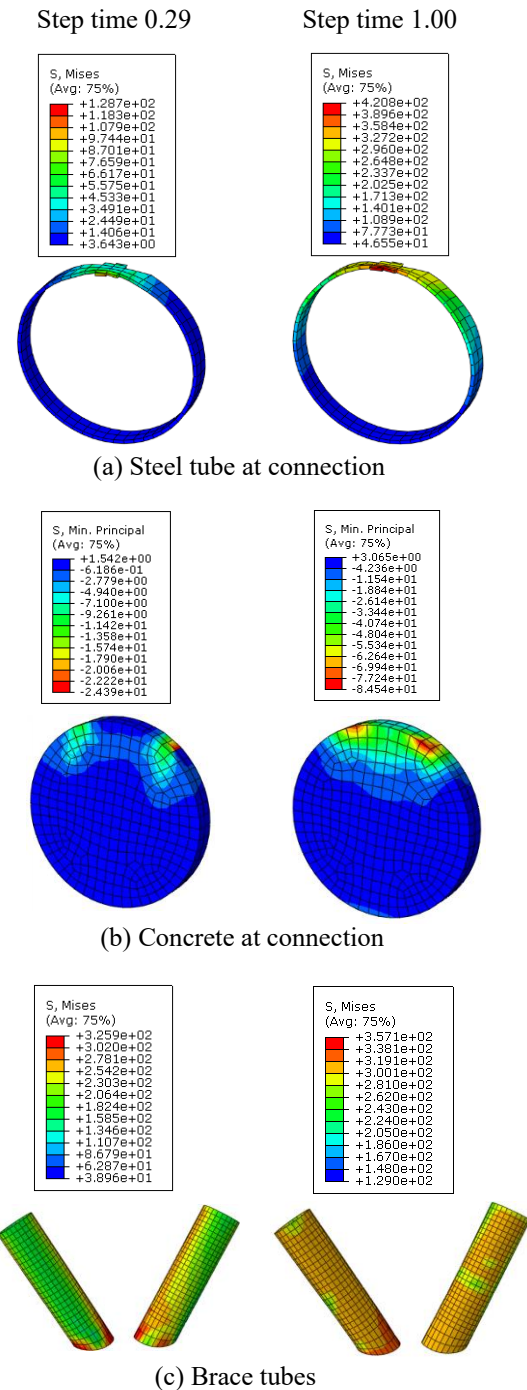 Step time 0.29
Step time 1.00
S, Mises
(Avg: 75%)
+1.287e+02
+1.183e+02
+1.079e+02
+9.744e+01
+8.701e+01
+7.659e+01
+6.617e+01
+5.575e+01
+4.533e+01
+3.491e+01
+2.449e+01
+1.406e+01
+3.643e+00
S, Mises
(Avg: 75%)
+4.208e+02
+3.896e+02
+3.584e+02
+3.272e+02
+2.960e+02
+2.648e+02
+2.337e+02
+2.025e+02
+1.713e+02
+1.401e+02
+1.089e+02
+7.773e+01
+4.655e+01
(a) Steel tube at connection
S, Min. Principal
(Avg: 75%)
+1.542e+00
-6.186e-01
-2.779e+00
-4.940e+00
-7.100e+00
-9.261e+00
-1.142e+01
-1.358e+01
-1.574e+01
-1.790e+01
-2.006e+01
-2.222e+01
-2.439e+01
S, Min. Principal
(Avg: 75%)
+3.065e+00
-4.236e+00
-1.154e+01
-1.884e+01
-2.614e+01
-3.344e+01
-4.074e+01
-4.804e+01
-5.534e+01
-6.264e+01
-6.994e+01
-7.724e+01
-8.454e+01
(b) Concrete at connection
S, Mises
(Avg: 75%)
+3.259e+02
+3.020e+02
+2.781e+02
+2.542e+02
+2.303e+02
+2.064e+02
+1.824e+02
+1.585e+02
+1.346e+02
+1.107e+02
+8.679e+01
+6.287e+01
+3.896e+01
S, Mises
(Avg: 75%)
+3.571e+02
+3.381e+02
+3.191e+02
+3.001e+02
+2.810e+02
+2.620e+02
+2.430e+02
+2.240e+02
+2.050e+02
+1.860e+02
+1.670e+02
+1.480e+02
+1.290e+02
(c) Brace tubes